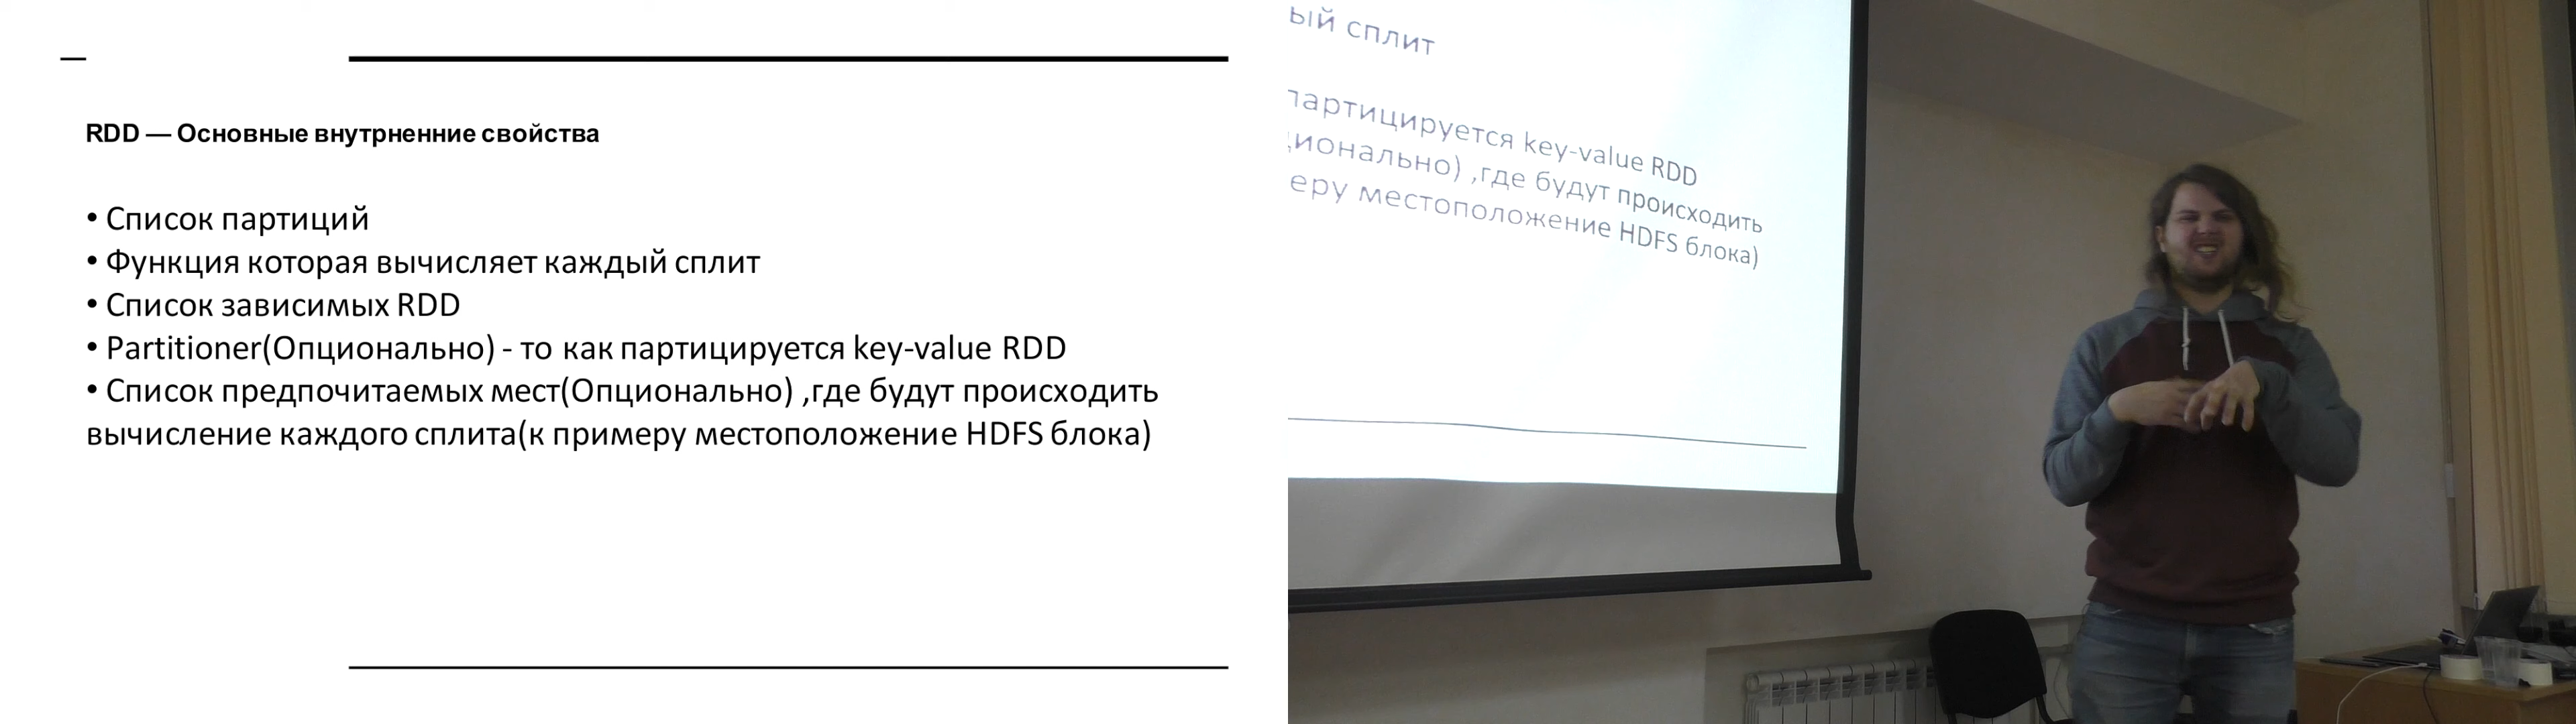 RDD — Основные внутрненние свойства
• Список партиций
• Функция которая вычисляет каждый сплит
• Список зависимых RDD
• Partitioner(Опционально) - то как партицируется key-value RDD
• Список предпочитаемых мест(Опционально) ,где будут происходить
вычисление каждого сплита(к примеру местоположение HDFS блока)
ый сплит
партицируется key-value RDD
ционально) ,где будут происходить
еру местоположение HDFS блока)